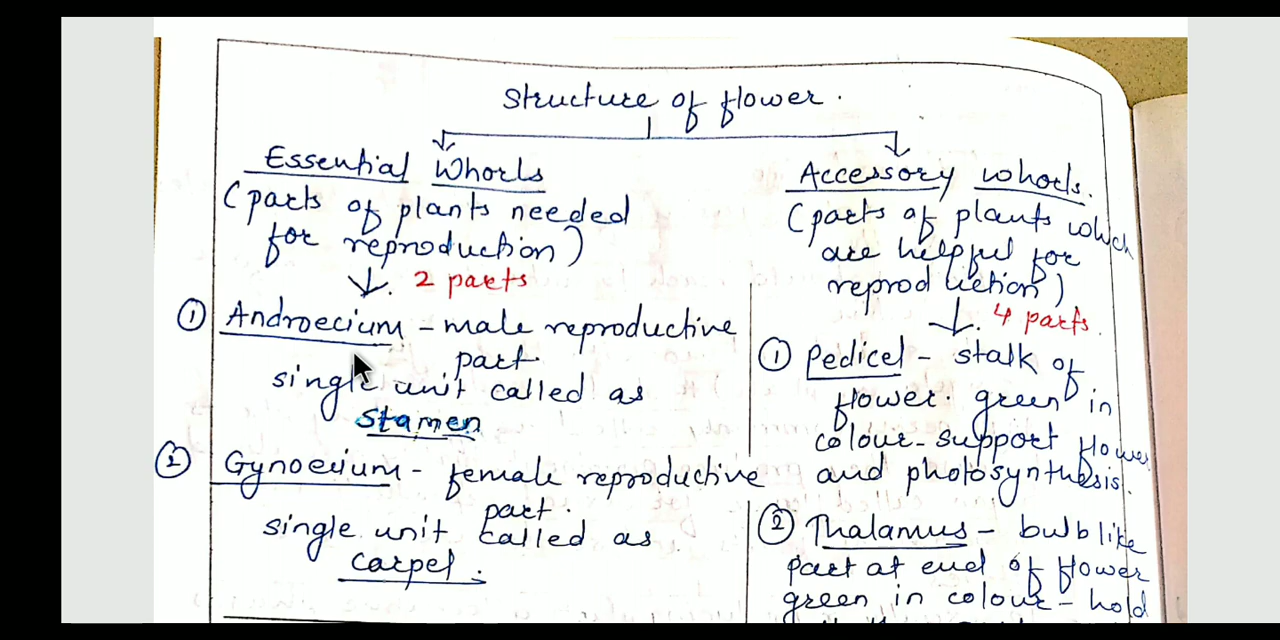 Structure of flower.
Essential Whorls
(parts of plants needed
for reproduction)
2 parts
① Androecium - male reproductive
part.
single unit called as
stamen
② Gynoecium - female reproductive
part.
single unit called as
carpel.
Accessory whorls.
(parts of plants which
are helpful for
reproduction)
4 parts.
① Pedicel - stalk of
flower. green in
colour - support flower
and photosynthesis.
② Thalamus - bulb like
part at end of flower
green in colour - hold